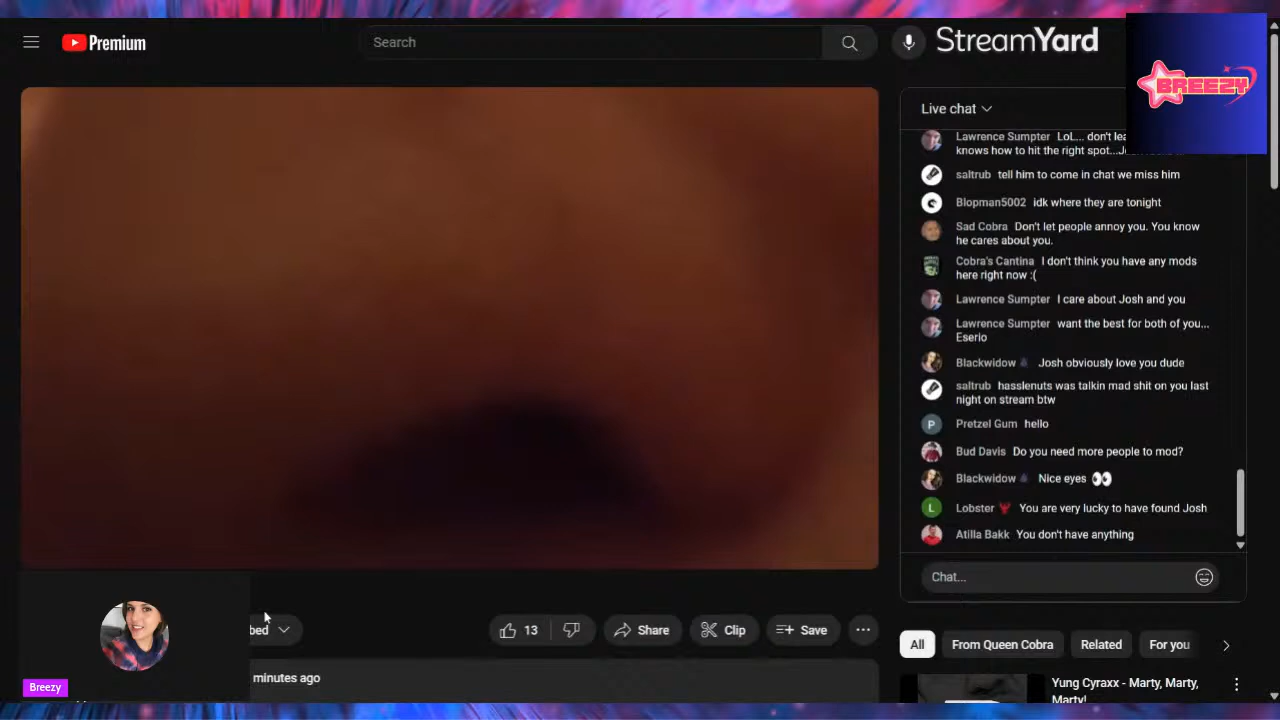 Premium
Search
StreamYard
BREEZY
Live chat
Lawrence Sumpter LoL... don't lea
knows how to hit the right spot...
saltrub tell him to come in chat we miss him
Blopman5002 idk where they are tonight
Sad Cobra Don't let people annoy you. You know
he cares about you.
Cobra's Cantina I don't think you have any mods
here right now :(
Lawrence Sumpter I care about Josh and you
Lawrence Sumpter want the best for both of you...
Eserio
Blackwidow Josh obviously love you dude
saltrub hasslenuts was talkin mad shit on you last
night on stream btw
P Pretzel Gum hello
Bud Davis Do you need more people to mod?
Blackwidow Nice eyes 👀
L Lobster 🦞 You are very lucky to have found Josh
Atilla Bakk You don't have anything
Chat...
bed
13
Share
Clip
Save
All
From Queen Cobra
Related
For you
minutes ago
Yung Cyraxx - Marty, Marty,
Marty!
Breezy